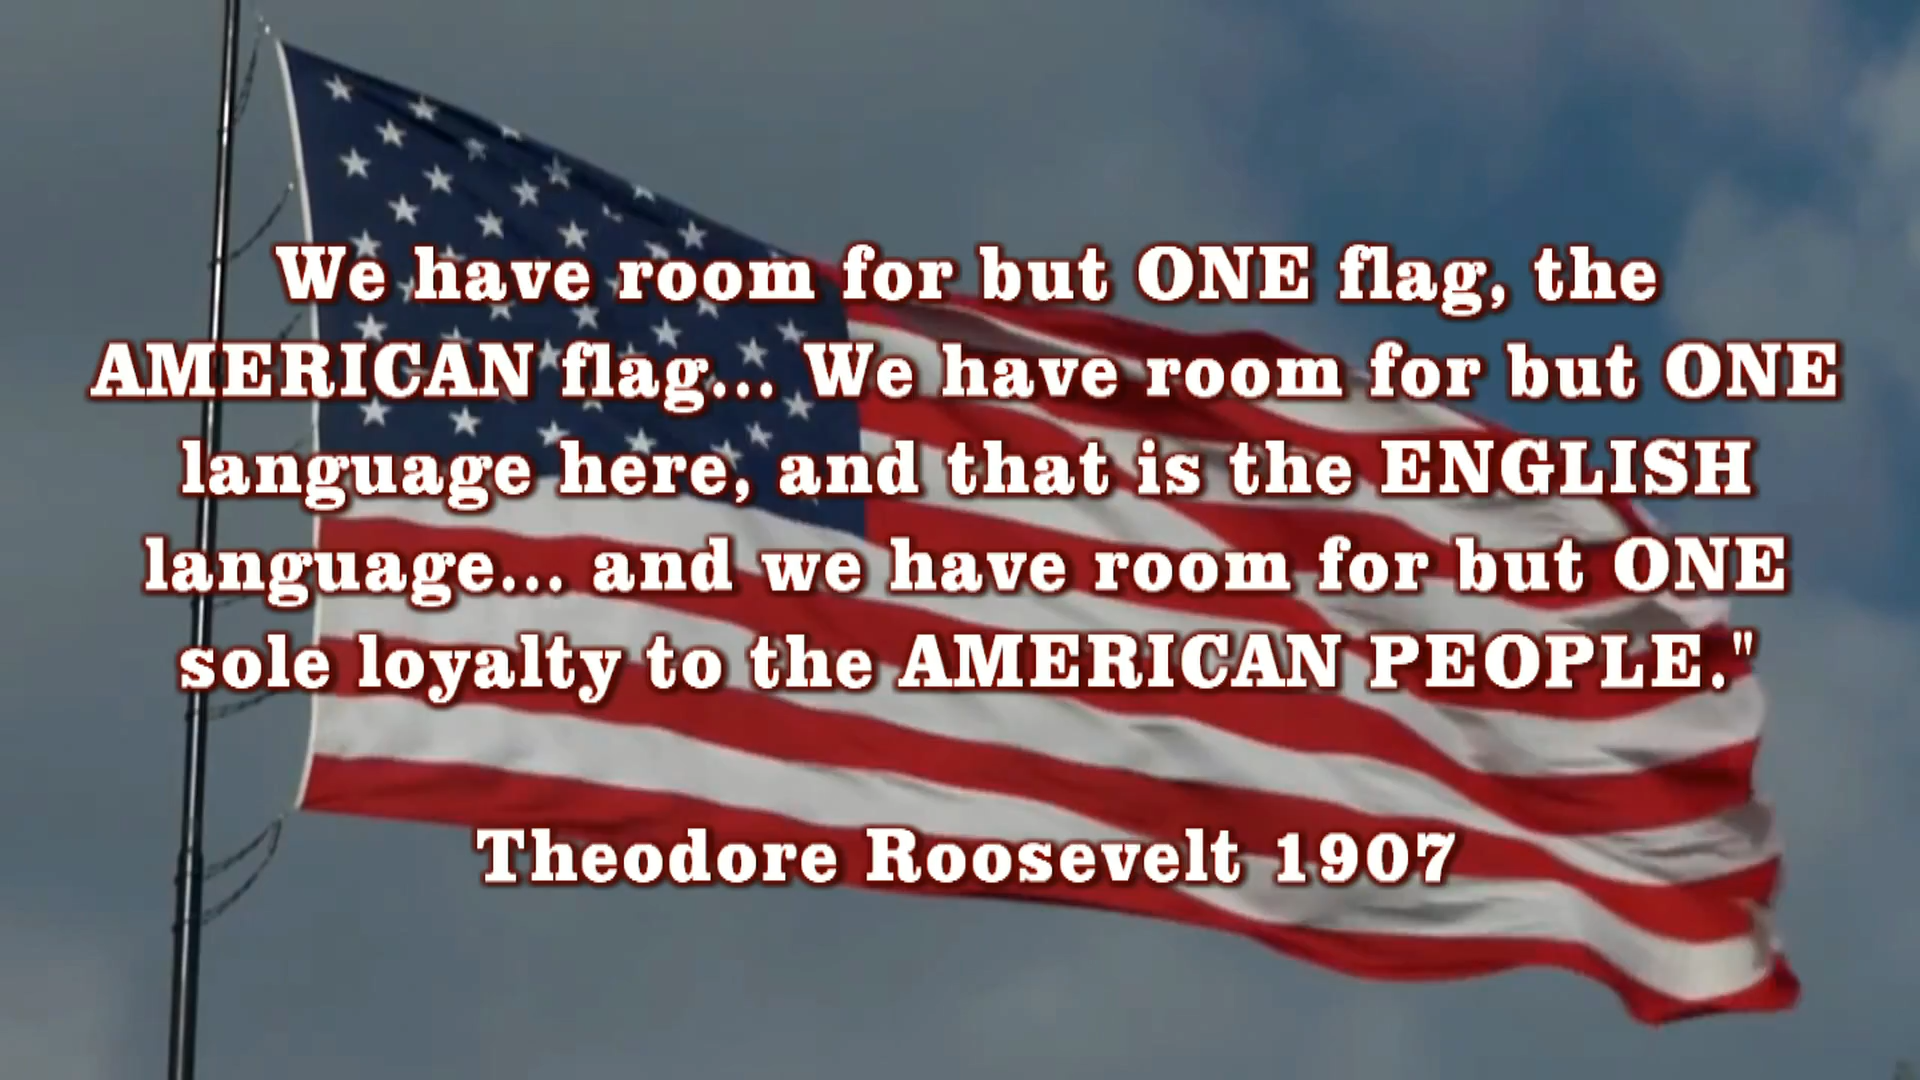 We have room for but ONE flag, the
AMERICAN flag... We have room for but ONE
language here, and that is the ENGLISH
language... and we have room for but ONE
sole loyalty to the AMERICAN PEOPLE."
Theodore Roosevelt 1907